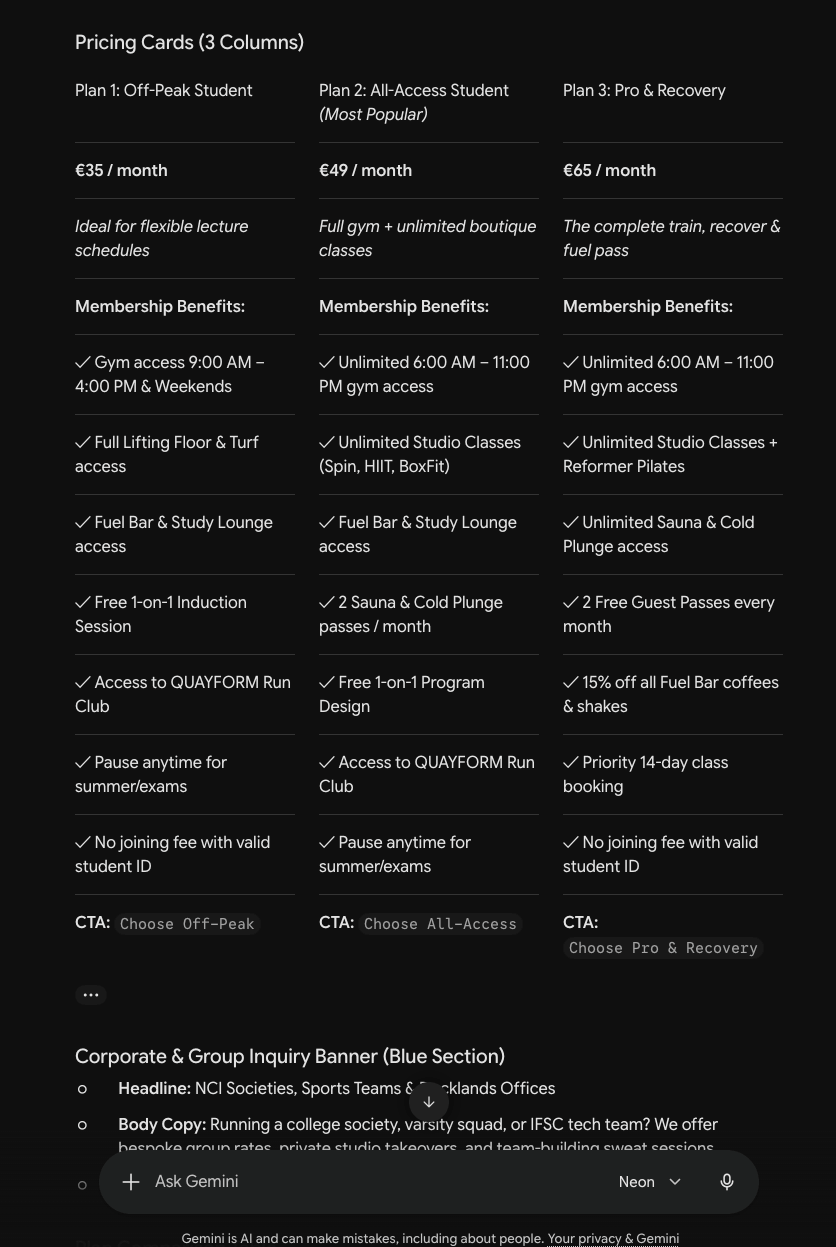 Pricing Cards (3 Columns)
Plan 1: Off-Peak Student
Plan 2: All-Access Student
(Most Popular)
Plan 3: Pro & Recovery
€35 / month
€49 / month
€65 / month
Ideal for flexible lecture
schedules
Full gym + unlimited boutique
classes
The complete train, recover &
fuel pass
Membership Benefits:
Membership Benefits:
Membership Benefits:
✓ Gym access 9:00 AM –
4:00 PM & Weekends
✓ Unlimited 6:00 AM – 11:00
PM gym access
✓ Unlimited 6:00 AM – 11:00
PM gym access
✓ Full Lifting Floor & Turf
access
✓ Unlimited Studio Classes
(Spin, HIIT, BoxFit)
✓ Unlimited Studio Classes +
Reformer Pilates
✓ Fuel Bar & Study Lounge
access
✓ Fuel Bar & Study Lounge
access
✓ Unlimited Sauna & Cold
Plunge access
✓ Free 1-on-1 Induction
Session
✓ 2 Sauna & Cold Plunge
passes / month
✓ 2 Free Guest Passes every
month
✓ Access to QUAYFORM Run
Club
✓ Free 1-on-1 Program
Design
✓ 15% off all Fuel Bar coffees
& shakes
✓ Pause anytime for
summer/exams
✓ Access to QUAYFORM Run
Club
✓ Priority 14-day class
booking
✓ No joining fee with valid
student ID
✓ Pause anytime for
summer/exams
✓ No joining fee with valid
student ID
CTA: Choose Off-Peak
CTA: Choose All-Access
CTA:
Choose Pro & Recovery
...
Corporate & Group Inquiry Banner (Blue Section)
Headline: NCI Societies, Sports Teams & Offices
Body Copy: Running a college society, varsity squad, or IFSC tech team? We offer
bespoke group rates, private studio takeovers, and team-building sweat sessions
Ask Gemini
Neon
Gemini is AI and can make mistakes, including about people. Your privacy & Gemini